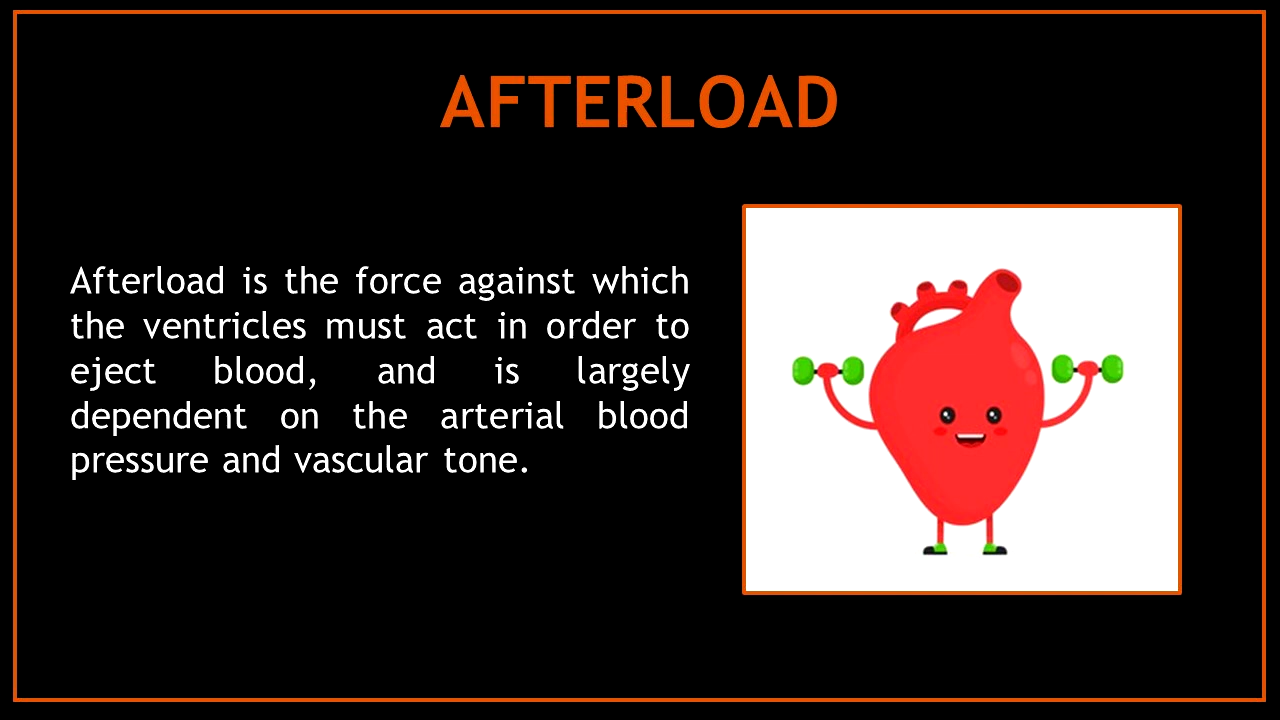 AFTERLOAD
Afterload is the force against which
the ventricles must act in order to
eject blood, and is largely
dependent on the arterial blood
pressure and vascular tone.